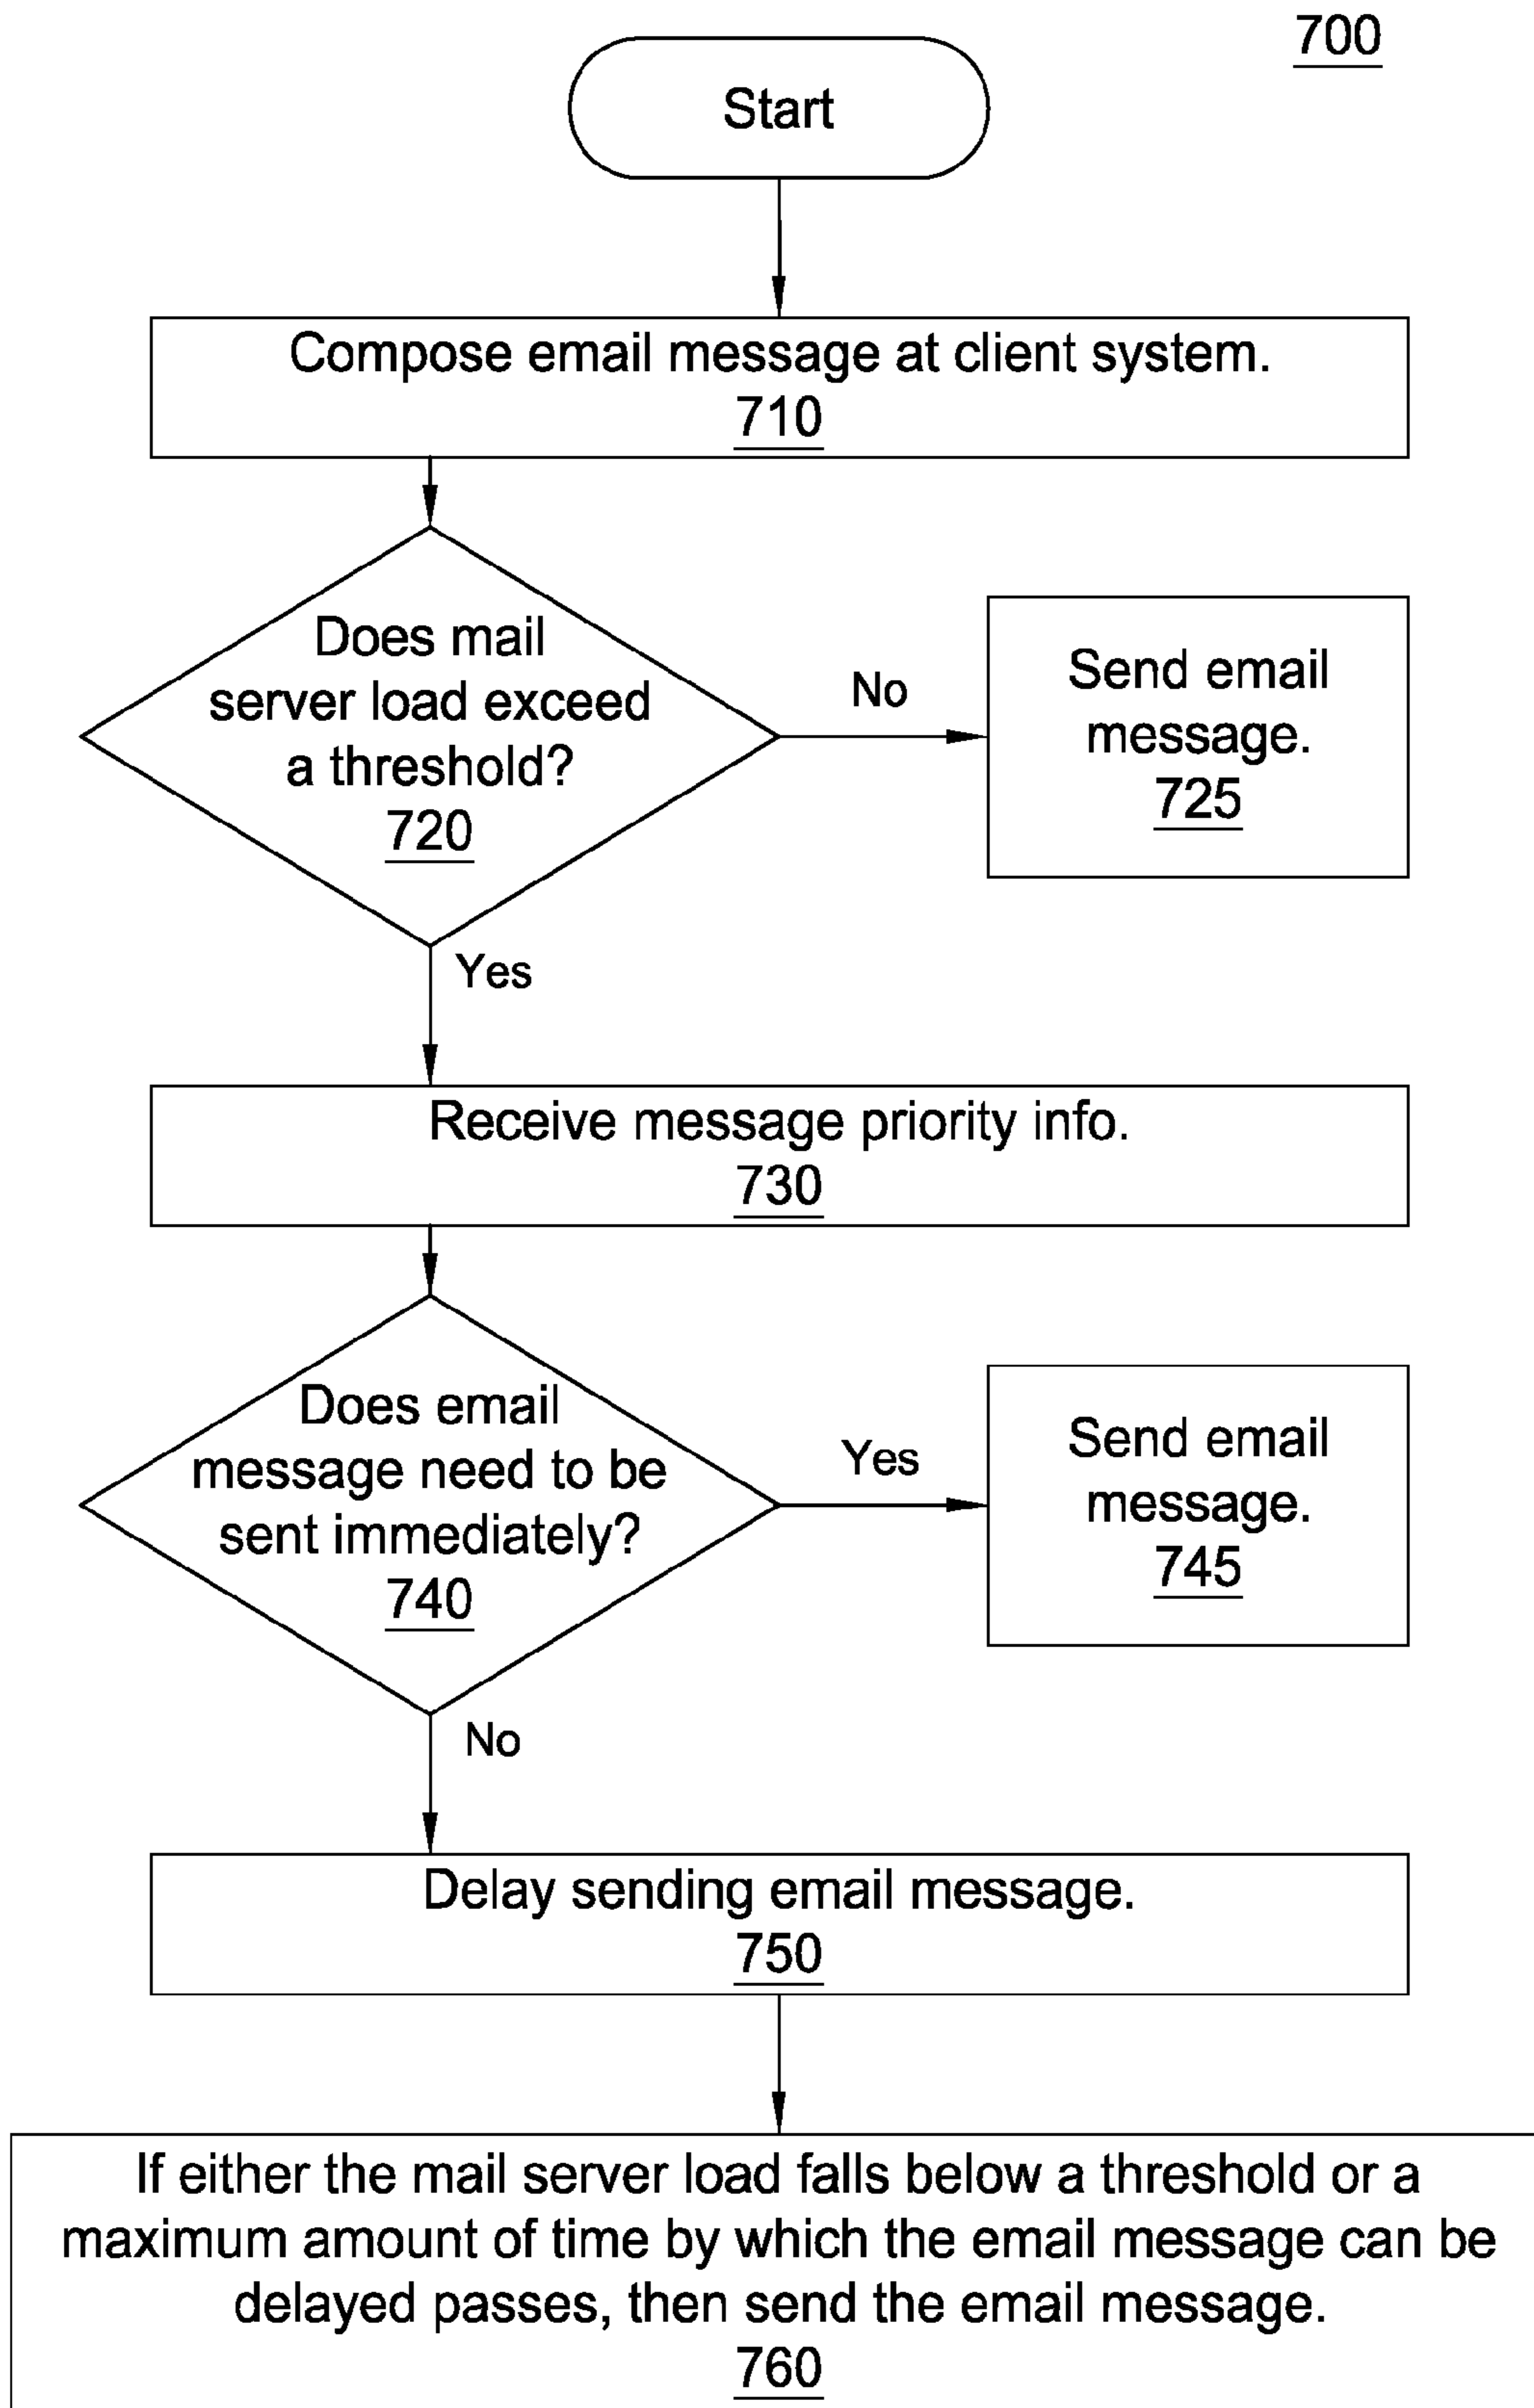 700
Start
Compose email message at client system.
710
Does mail
server load exceed
a threshold?
720
No
Send email
message.
725
Yes
Receive message priority info.
730
Does email
message need to be
sent immediately?
740
Yes
Send email
message.
745
No
Delay sending email message.
750
If either the mail server load falls below a threshold or a
maximum amount of time by which the email message can be
delayed passes, then send the email message.
760